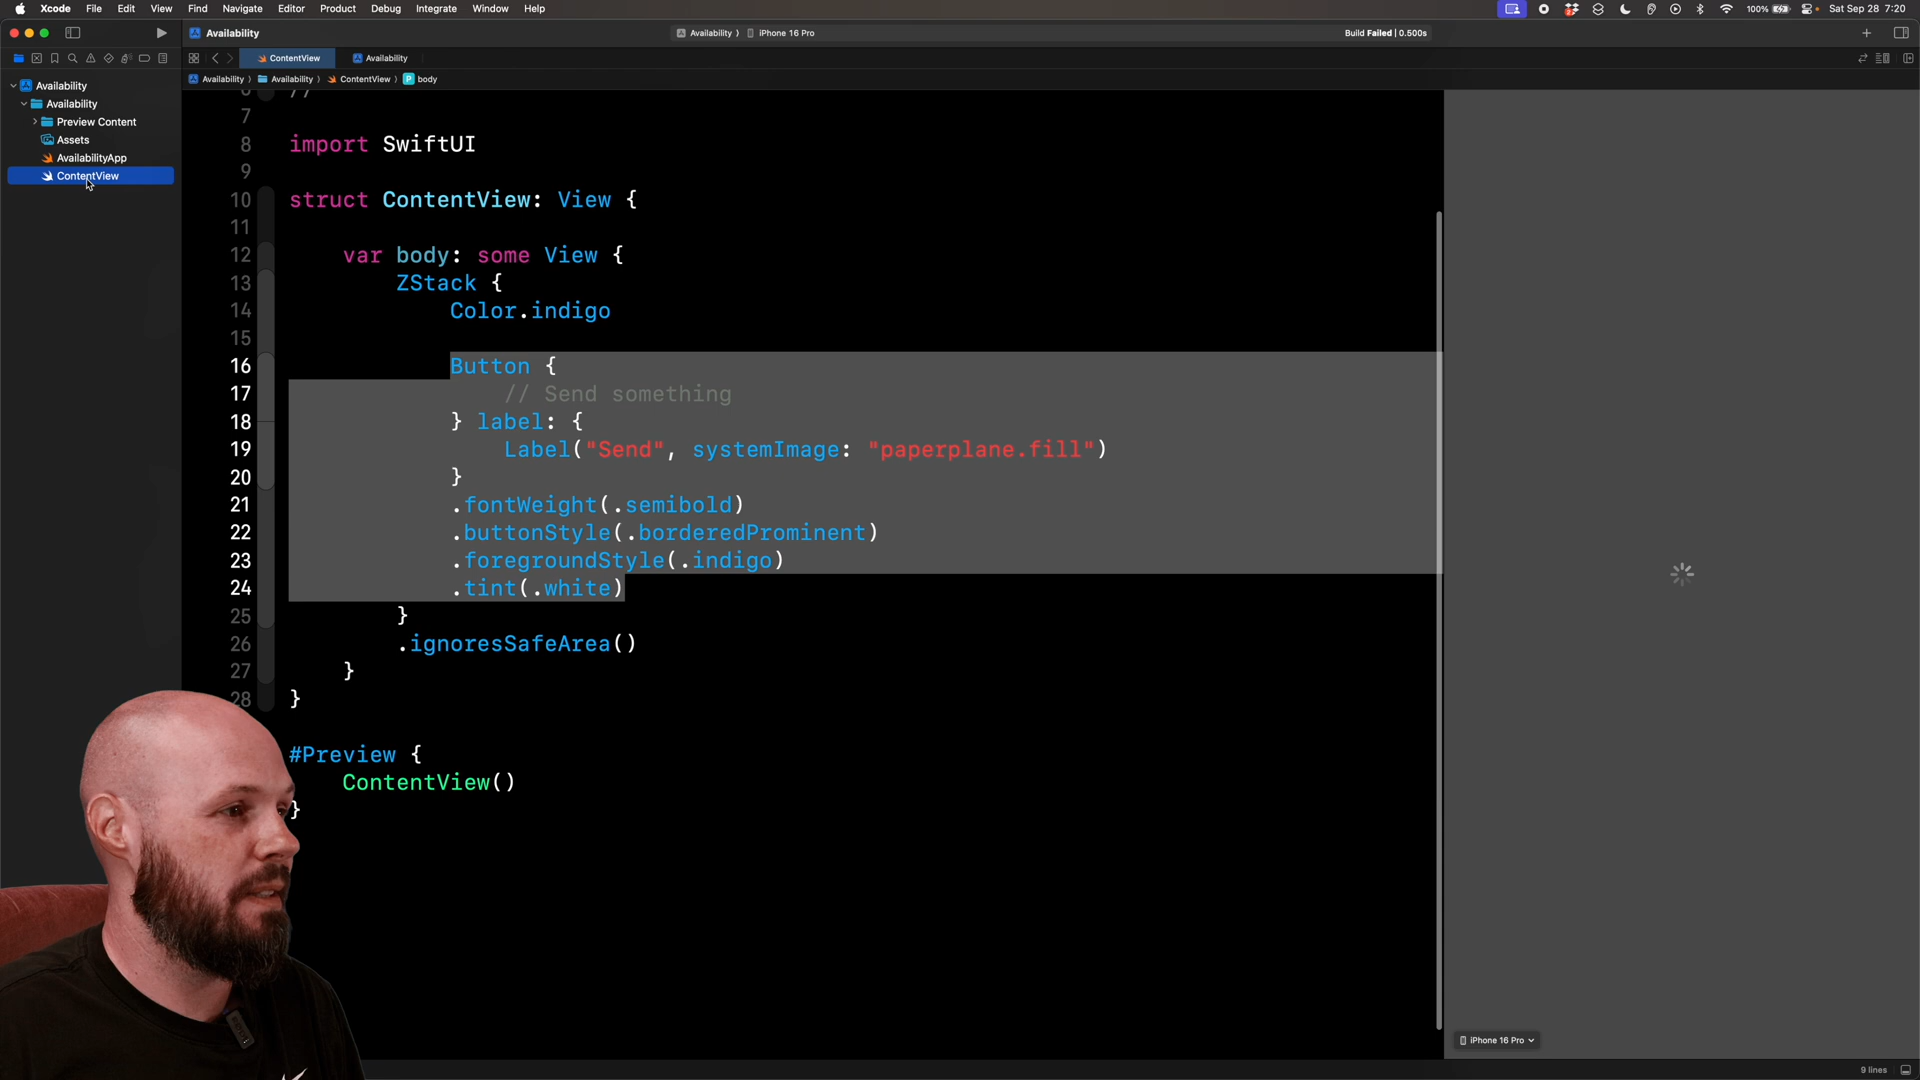 Xcode File Edit View Find Navigate Editor Product Debug Integrate Window Help
100% Sat Sep 28 7:20
Availability
Availability 〉 iPhone 16 Pro
Build Failed | 0.500s
ContentView Availability
Availability 〉 Availability 〉 ContentView 〉 P body
Availability
Availability
Preview Content
Assets
AvailabilityApp
ContentView
6 //
7
8 import SwiftUI
9
10 struct ContentView: View {
11
12 var body: some View {
13 ZStack {
14 Color.indigo
15
16 Button {
17 // Send something
18 } label: {
19 Label("Send", systemImage: "paperplane.fill")
20 }
21 .fontWeight(.semibold)
22 .buttonStyle(.borderedProminent)
23 .foregroundStyle(.indigo)
24 .tint(.white)
25 }
26 .ignoresSafeArea()
27 }
28 }
#Preview {
ContentView()
}
iPhone 16 Pro
9 lines